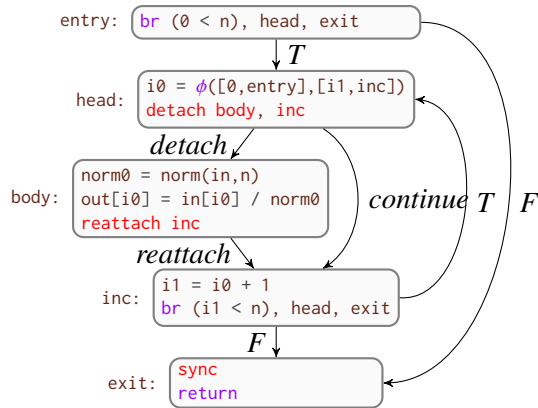 entry: br (0 < n), head, exit
T
head: i0 = ϕ([0,entry],[i1,inc])
detach body, inc
detach
body: norm0 = norm(in,n)
out[i0] = in[i0] / norm0
reattach inc
continue T F
reattach
inc: i1 = i0 + 1
br (i1 < n), head, exit
F
exit: sync
return